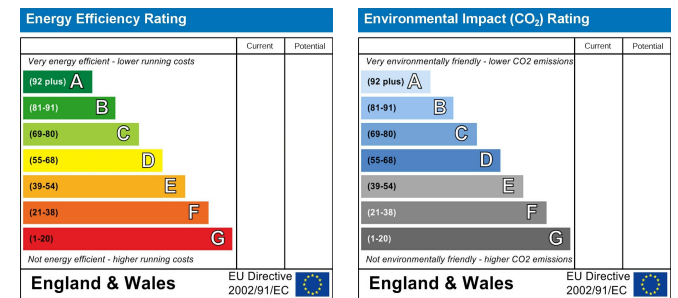 Energy Efficiency Rating
Current Potential
Very energy efficient - lower running costs
(92 plus) A
(81-91) B
(69-80) C
(55-68) D
(39-54) E
(21-38) F
(1-20) G
Not energy efficient - higher running costs
England & Wales
EU Directive
2002/91/EC
Environmental Impact (CO₂) Rating
Current Potential
Very environmentally friendly - lower CO2 emissions
(92 plus) A
(81-91) B
(69-80) C
(55-68) D
(39-54) E
(21-38) F
(1-20) G
Not environmentally friendly - higher CO2 emissions
England & Wales
EU Directive
2002/91/EC